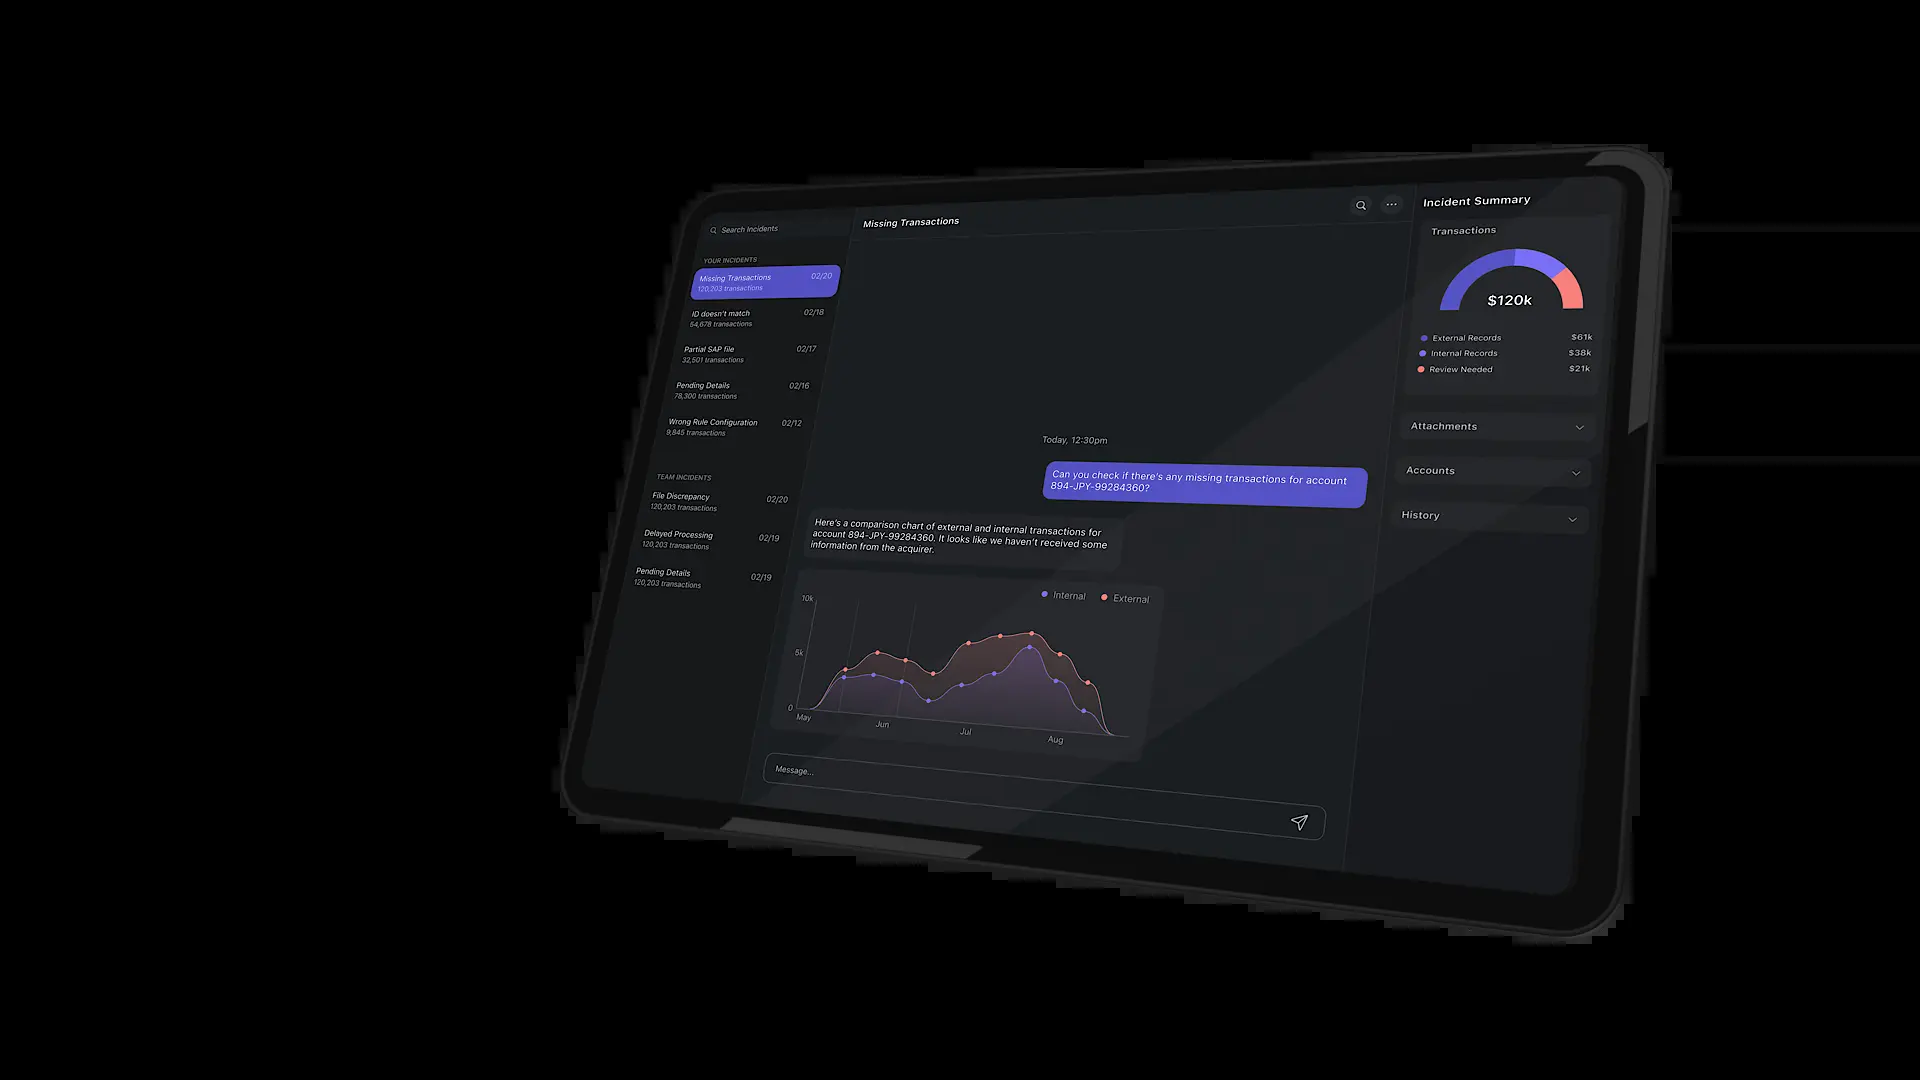 Search Incidents
YOUR INCIDENTS
Missing Transactions 02/20
120,203 transactions
ID doesn't match 02/18
54,678 transactions
Partial SAP file 02/17
32,501 transactions
Pending Details 02/16
78,300 transactions
Wrong Rule Configuration 02/12
9,845 transactions
TEAM INCIDENTS
File Discrepancy 02/20
120,203 transactions
Delayed Processing 02/19
120,203 transactions
Pending Details 02/19
120,203 transactions
Missing Transactions
Today, 12:30pm
Can you check if there's any missing transactions for account
894-JPY-99284360?
Here's a comparison chart of external and internal transactions for
account 894-JPY-99284360. It looks like we haven't received some
information from the acquirer.
Internal External
10k
5k
0
May Jun Jul Aug
Message...
Incident Summary
Transactions
$120k
External Records $61k
Internal Records $38k
Review Needed $21k
Attachments
Accounts
History